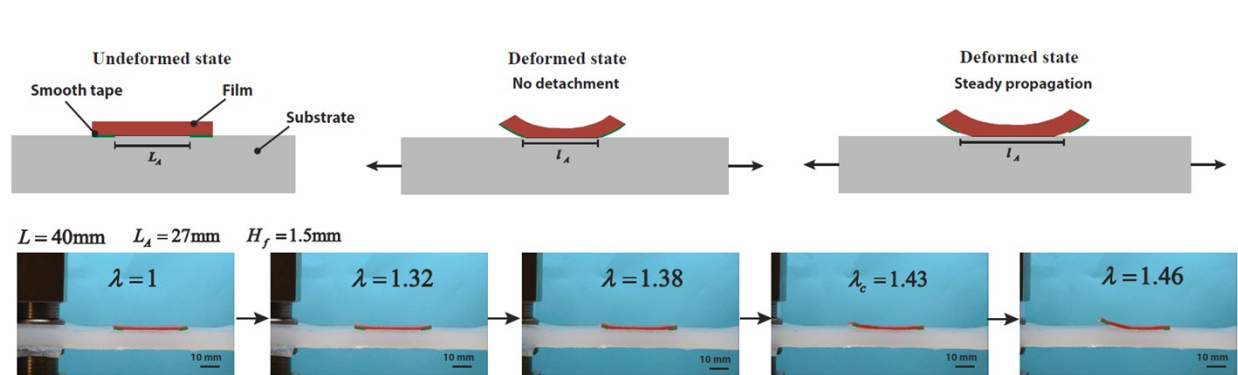 Undeformed state
Smooth tape
Film
Substrate
L_A
Deformed state
No detachment
l_A
Deformed state
Steady propagation
l_A
L = 40mm L_A = 27mm H_f = 1.5mm
λ = 1
10 mm
λ = 1.32
10 mm
λ = 1.38
10 mm
λ_c = 1.43
10 mm
λ = 1.46
10 mm